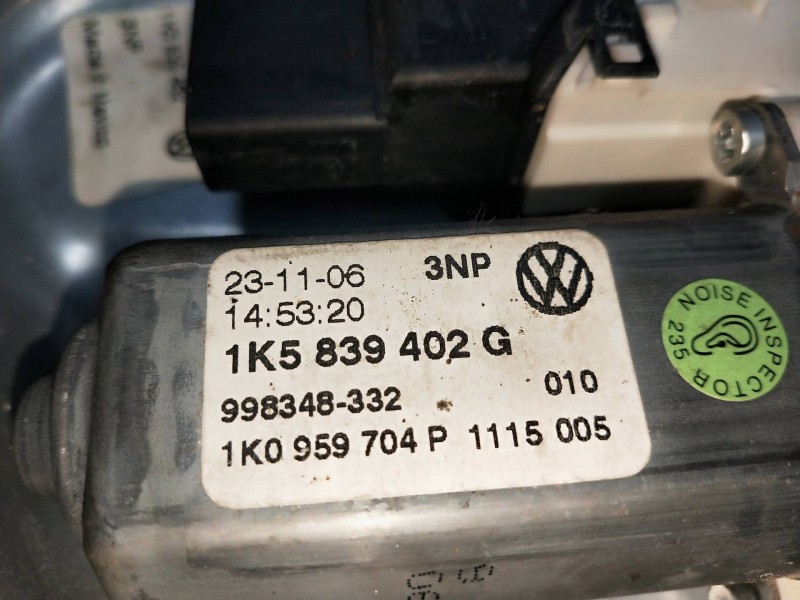 23-11-06 3NP
14:53:20
1K5 839 402 G
998348-332 010
1K0 959 704 P 1115 005
NOISE INSPECTOR
235